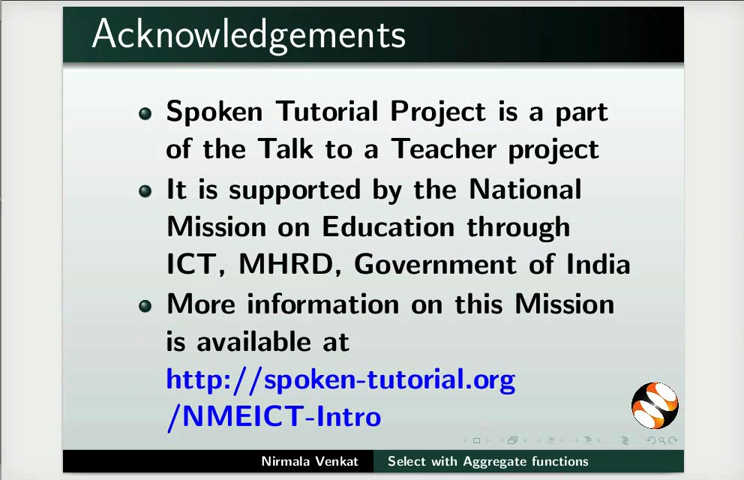 Acknowledgements
Spoken Tutorial Project is a part
of the Talk to a Teacher project
It is supported by the National
Mission on Education through
ICT, MHRD, Government of India
More information on this Mission
is available at
http://spoken-tutorial.org
/NMEICT-Intro
Nirmala Venkat Select with Aggregate functions